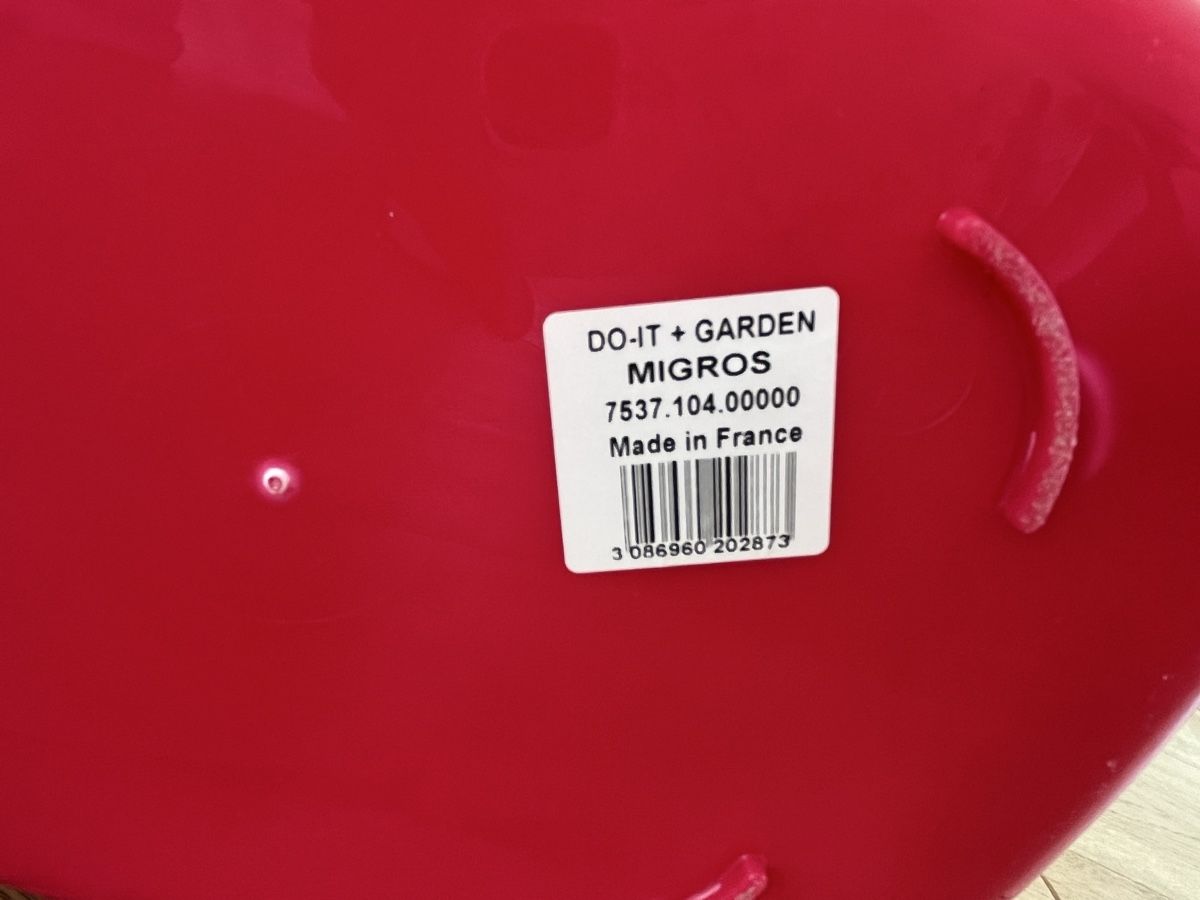 DO-IT + GARDEN
MIGROS
7537.104.00000
Made in France
3 086960 202873